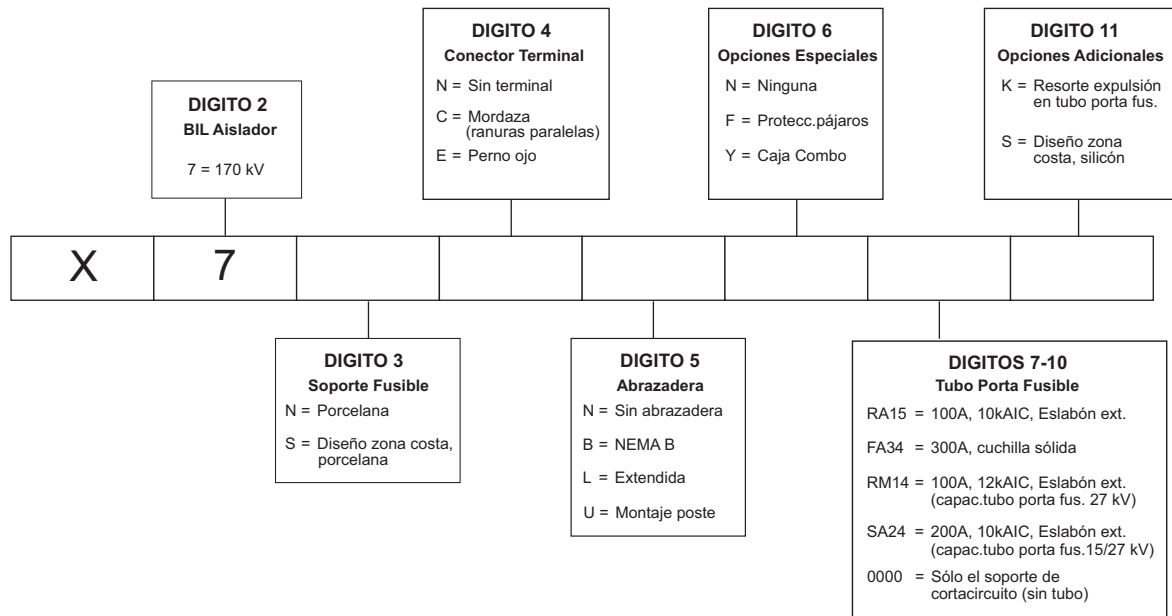 DIGITO 2
BIL Aislador
7 = 170 kV
DIGITO 4
Conector Terminal
N = Sin terminal
C = Mordaza
(ranuras paralelas)
E = Perno ojo
DIGITO 6
Opciones Especiales
N = Ninguna
F = Protecc.pájaros
Y = Caja Combo
DIGITO 11
Opciones Adicionales
K = Resorte expulsión
en tubo porta fus.
S = Diseño zona
costa, silicón
X 7
DIGITO 3
Soporte Fusible
N = Porcelana
S = Diseño zona costa,
porcelana
DIGITO 5
Abrazadera
N = Sin abrazadera
B = NEMA B
L = Extendida
U = Montaje poste
DIGITOS 7-10
Tubo Porta Fusible
RA15 = 100A, 10kAIC, Eslabón ext.
FA34 = 300A, cuchilla sólida
RM14 = 100A, 12kAIC, Eslabón ext.
(capac.tubo porta fus. 27 kV)
SA24 = 200A, 10kAIC, Eslabón ext.
(capac.tubo porta fus.15/27 kV)
0000 = Sólo el soporte de
cortacircuito (sin tubo)